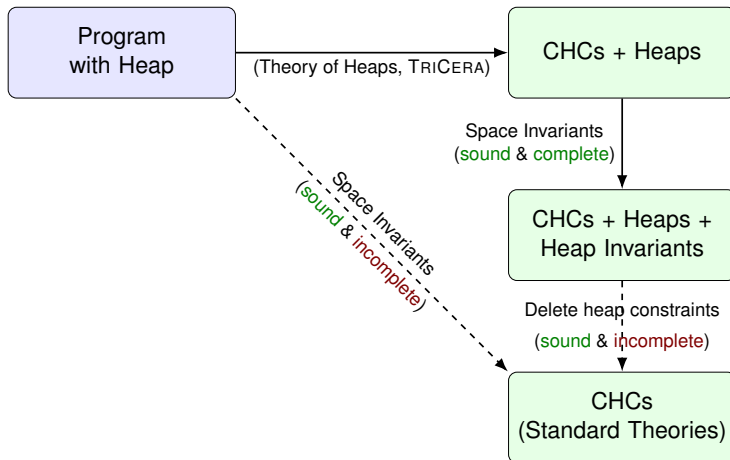 Program
with Heap
(Theory of Heaps, TRICERA)
CHCs + Heaps
Space Invariants
(sound & complete)
Space Invariants
(sound & incomplete)
CHCs + Heaps +
Heap Invariants
Delete heap constraints
(sound & incomplete)
CHCs
(Standard Theories)